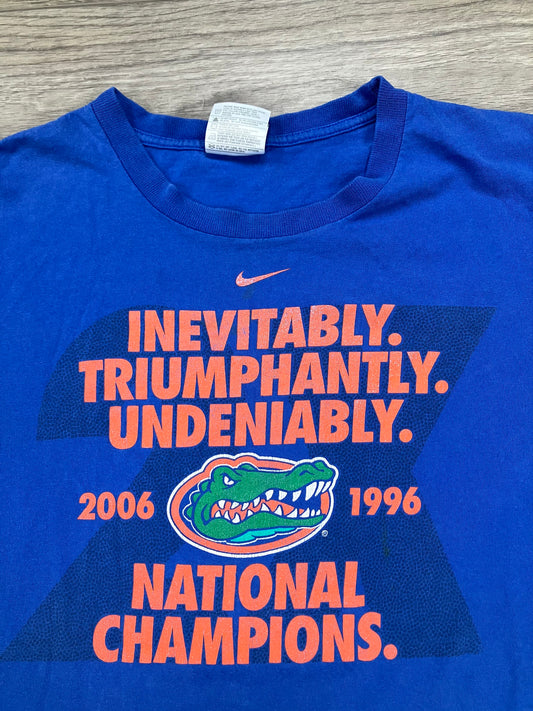 INEVITABLY.
TRIUMPHANTLY.
UNDENIABLY.
2006 1996
®
NATIONAL
CHAMPIONS.